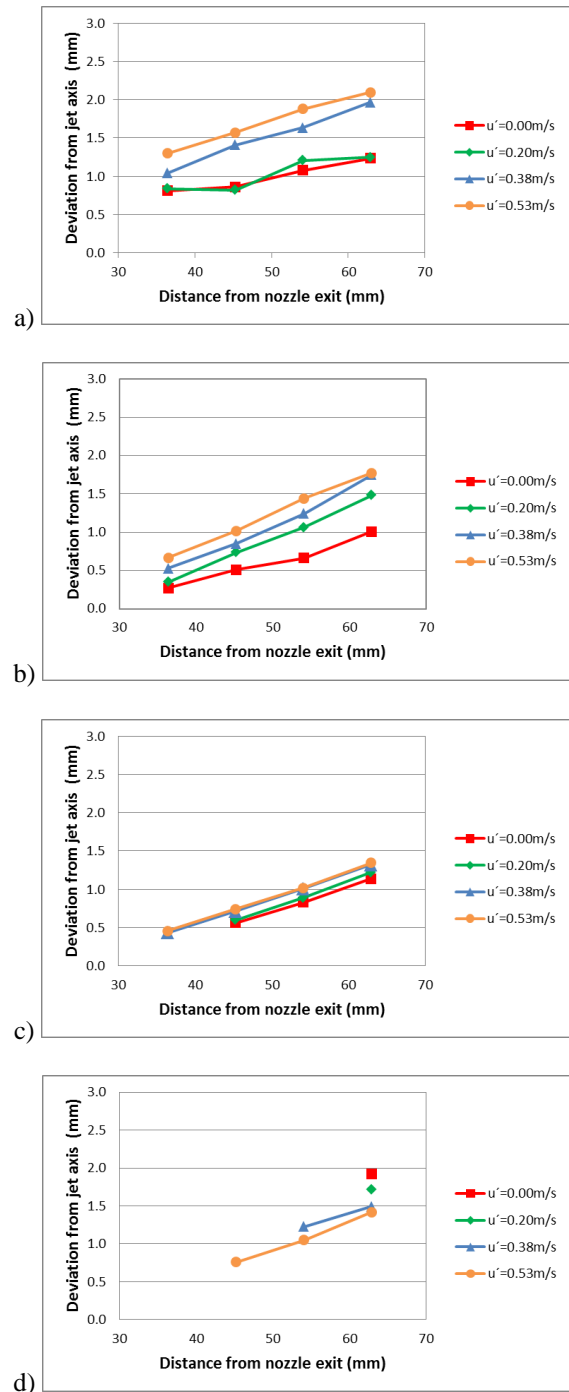 3.0
2.5
2.0
1.5
1.0
0.5
0.0
Deviation from jet axis (mm)
30 40 50 60 70
Distance from nozzle exit (mm)
u´=0.00m/s
u´=0.20m/s
u´=0.38m/s
u´=0.53m/s
a)
3.0
2.5
2.0
1.5
1.0
0.5
0.0
Deviation from jet axis (mm)
30 40 50 60 70
Distance from nozzle exit (mm)
u´=0.00m/s
u´=0.20m/s
u´=0.38m/s
u´=0.53m/s
b)
3.0
2.5
2.0
1.5
1.0
0.5
0.0
Deviation from jet axis (mm)
30 40 50 60 70
Distance from nozzle exit (mm)
u´=0.00m/s
u´=0.20m/s
u´=0.38m/s
u´=0.53m/s
c)
3.0
2.5
2.0
1.5
1.0
0.5
0.0
Deviation from jet axis (mm)
30 40 50 60 70
Distance from nozzle exit (mm)
u´=0.00m/s
u´=0.20m/s
u´=0.38m/s
u´=0.53m/s
d)